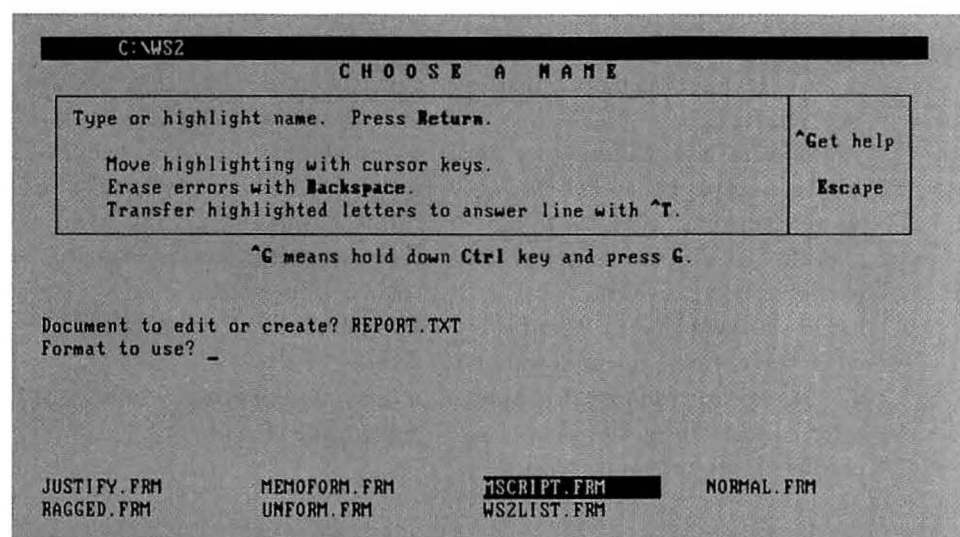 C:\WS2
CHOOSE A NAME
Type or highlight name. Press Return.
^Get help
Move highlighting with cursor keys.
Erase errors with Backspace.
Escape
Transfer highlighted letters to answer line with ^T.
^G means hold down Ctrl key and press G.
Document to edit or create? REPORT.TXT
Format to use? _
JUSTIFY.FRM MEMOFORM.FRM MSCRIPT.FRM NORMAL.FRM
RAGGED.FRM UNFORM.FRM WS2LIST.FRM